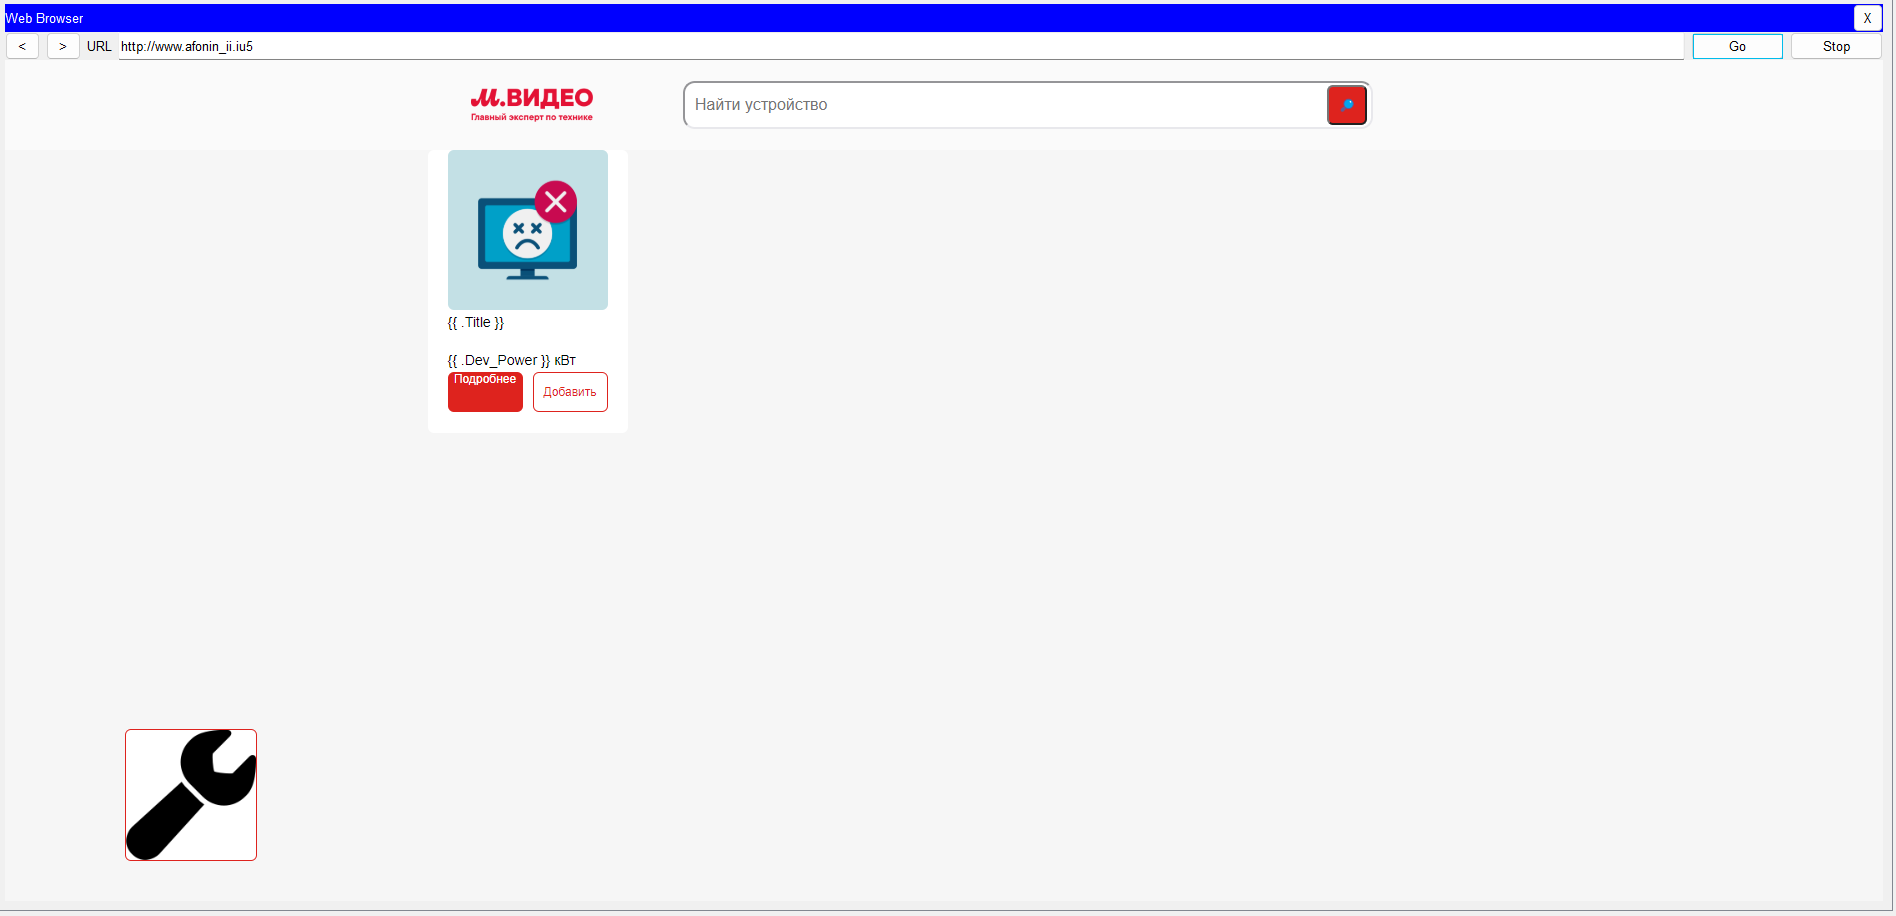 Web Browser
X
< > URL http://www.afonin_ii.iu5 Go Stop
м.ВИДЕО
Главный эксперт по технике
Найти устройство
{{ .Title }}
{{ .Dev_Power }} кВт
Подробнее
Добавить